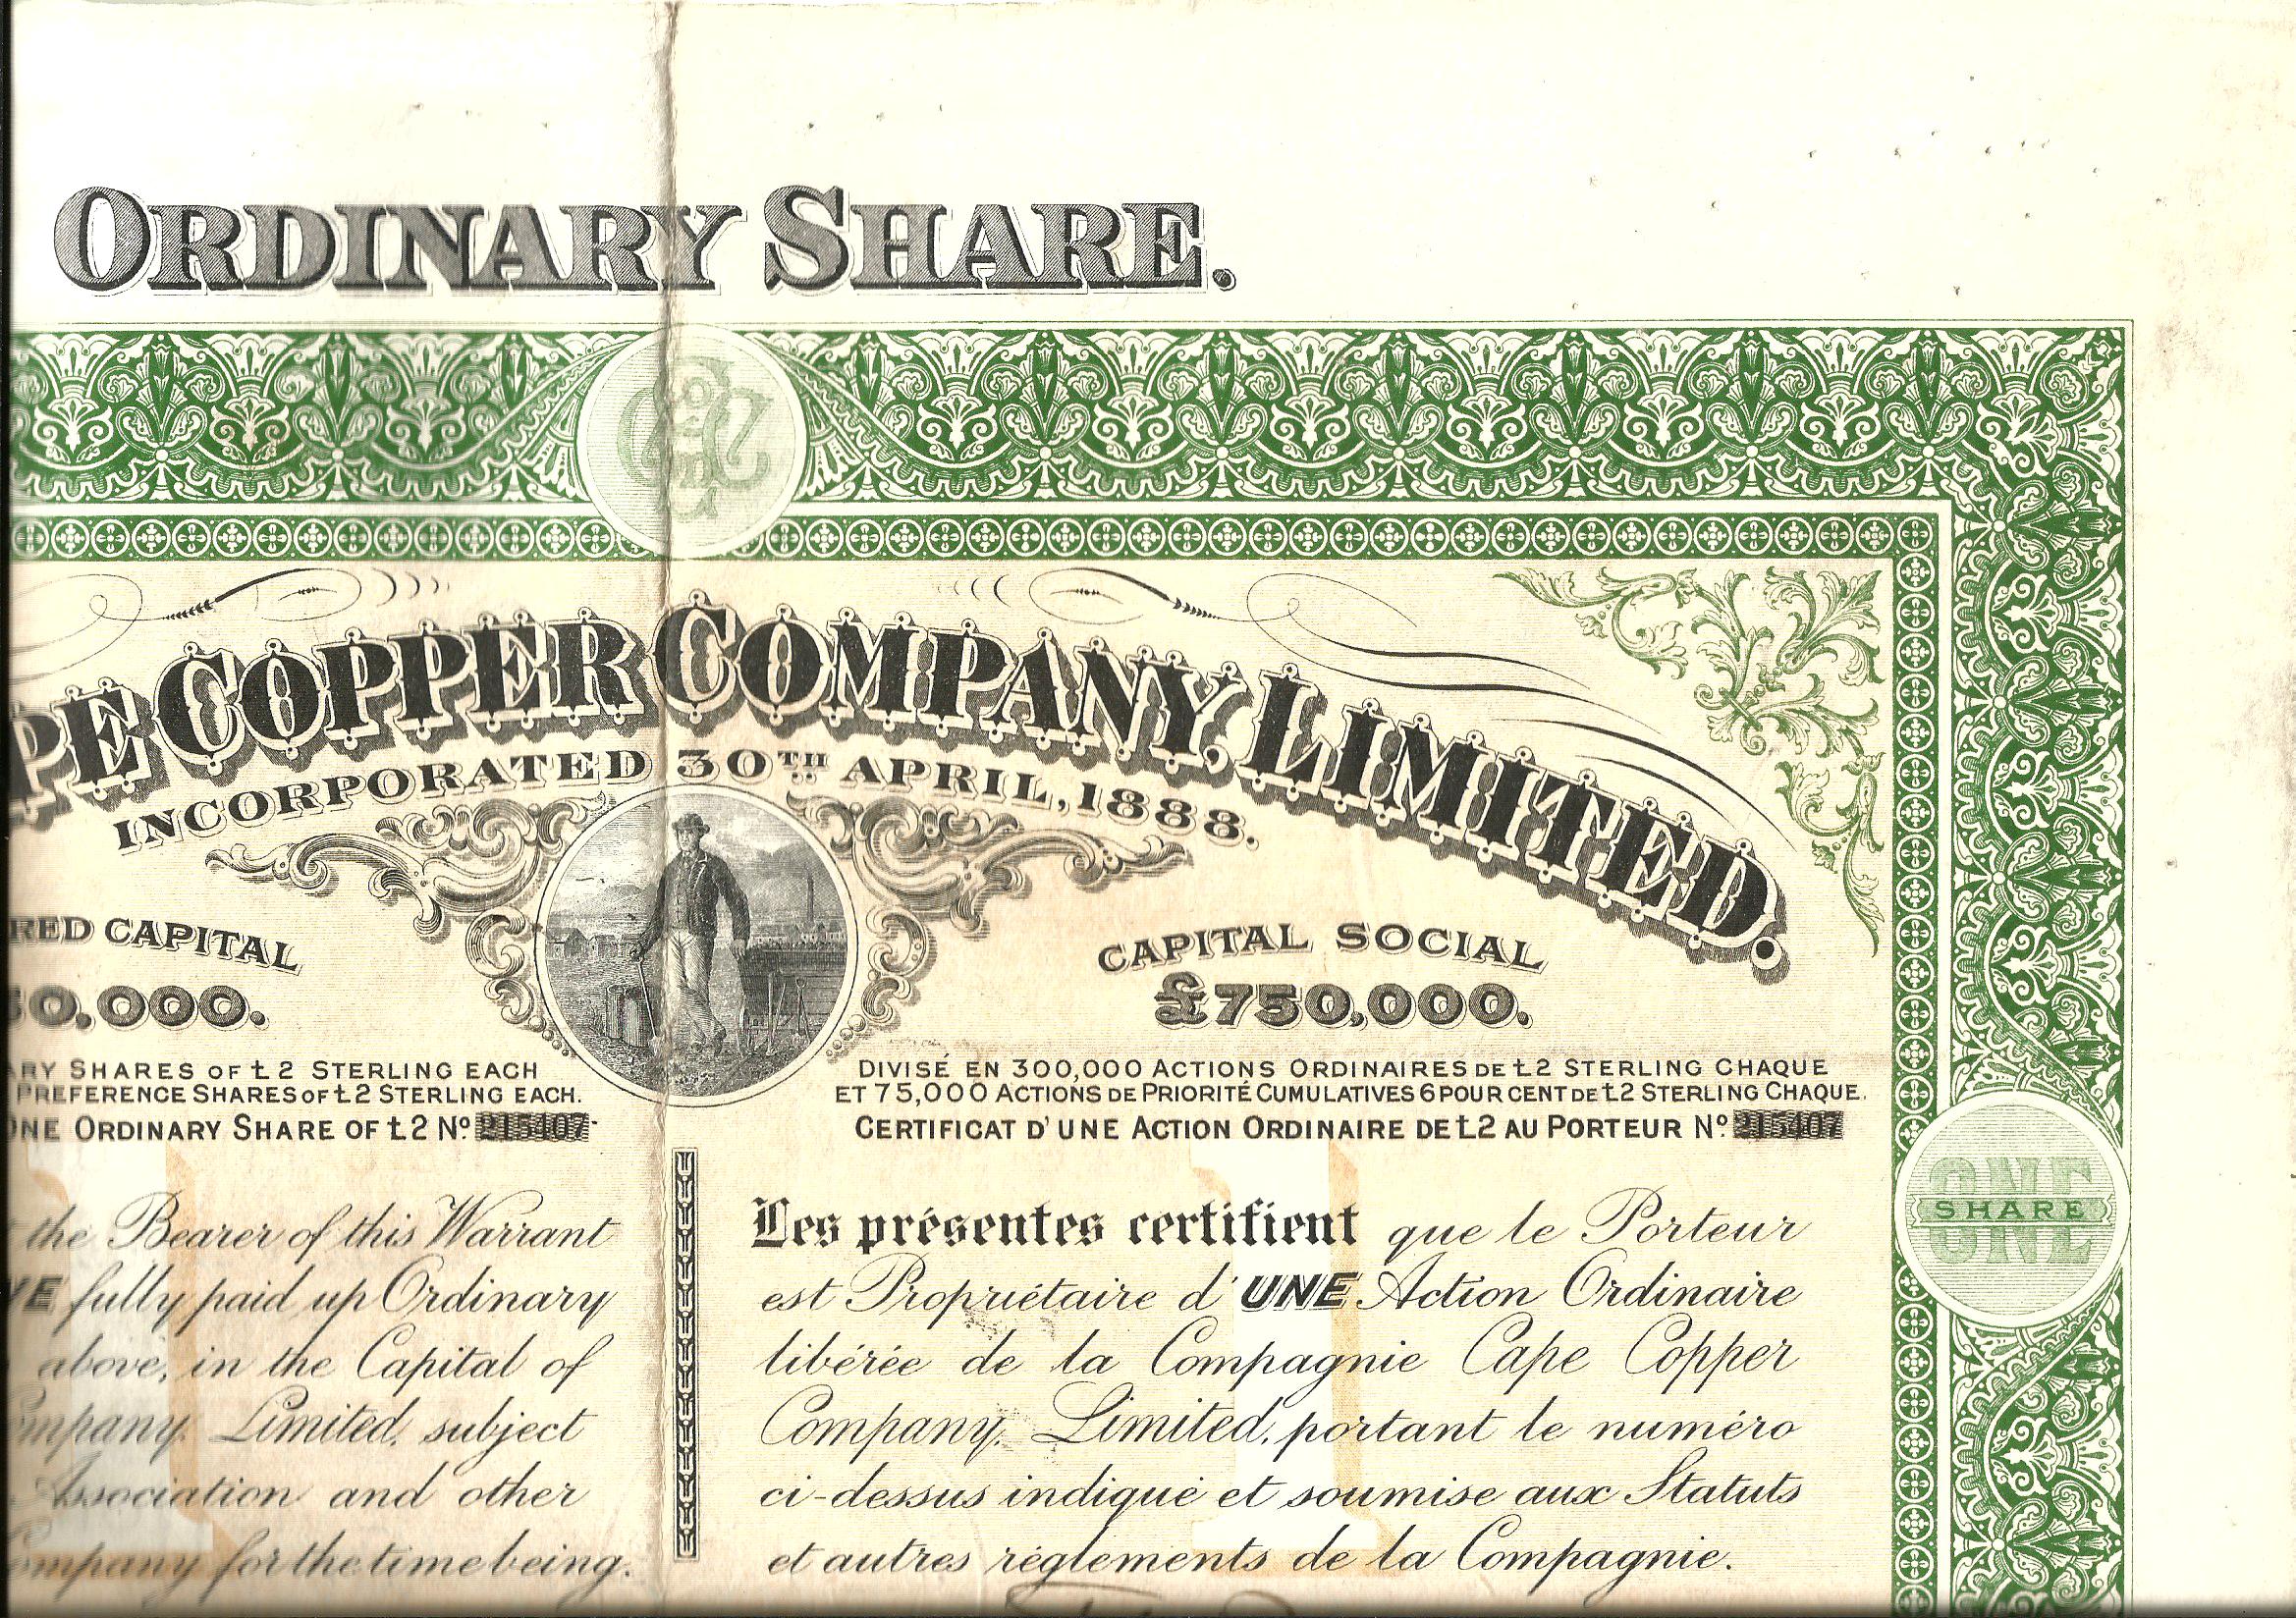 ORDINARY SHARE.
PE COPPER COMPANY, LIMITED.
INCORPORATED 30TH APRIL, 1888.
RED CAPITAL
50,000.
ARY SHARES OF £2 STERLING EACH
PREFERENCE SHARES OF £2 STERLING EACH.
ONE ORDINARY SHARE OF £2 No. 215407
the Bearer of this Warrant
NE fully paid up Ordinary
above, in the Capital of
ompany, Limited, subject
Association and other
ompany for the time being.
CAPITAL SOCIAL
£750,000.
DIVISÉ EN 300,000 ACTIONS ORDINAIRES DE £2 STERLING CHAQUE
ET 75,000 ACTIONS DE PRIORITÉ CUMULATIVES 6 POUR CENT DE £2 STERLING CHAQUE.
CERTIFICAT D'UNE ACTION ORDINAIRE DE £2 AU PORTEUR No. 215407
Les présentes certifient que le Porteur
est Propriétaire d'UNE Action Ordinaire
libérée de la Compagnie Cape Copper
Company, Limited, portant le numéro
ci-dessus indiqué et soumise aux Statuts
et autres réglements de la Compagnie.
ONE
SHARE
ONE